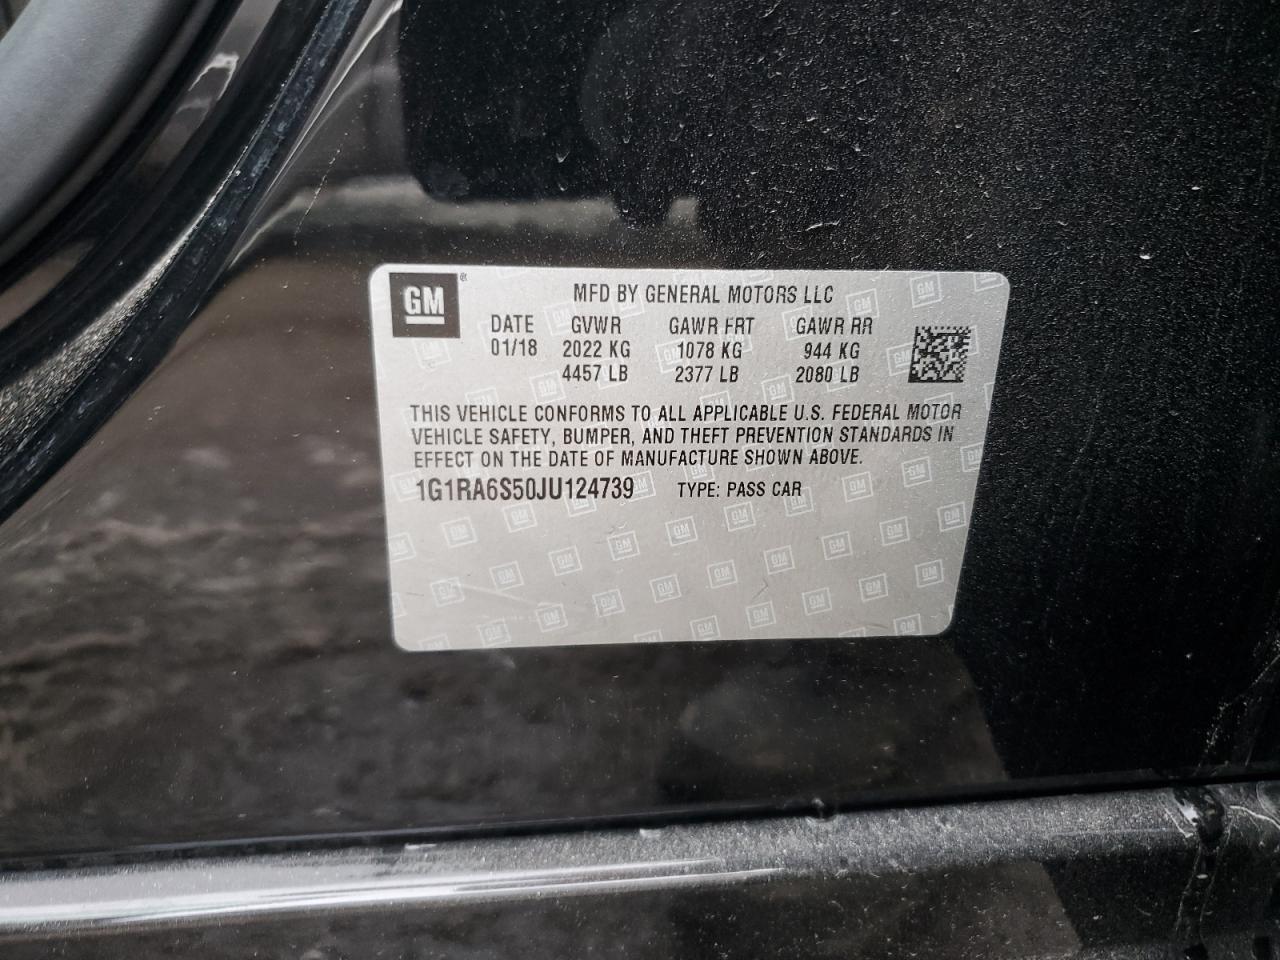 GM ®
MFD BY GENERAL MOTORS LLC
DATE GVWR GAWR FRT GAWR RR
01/18 2022 KG 1078 KG 944 KG
4457 LB 2377 LB 2080 LB
THIS VEHICLE CONFORMS TO ALL APPLICABLE U.S. FEDERAL MOTOR
VEHICLE SAFETY, BUMPER, AND THEFT PREVENTION STANDARDS IN
EFFECT ON THE DATE OF MANUFACTURE SHOWN ABOVE.
1G1RA6S50JU124739 TYPE: PASS CAR